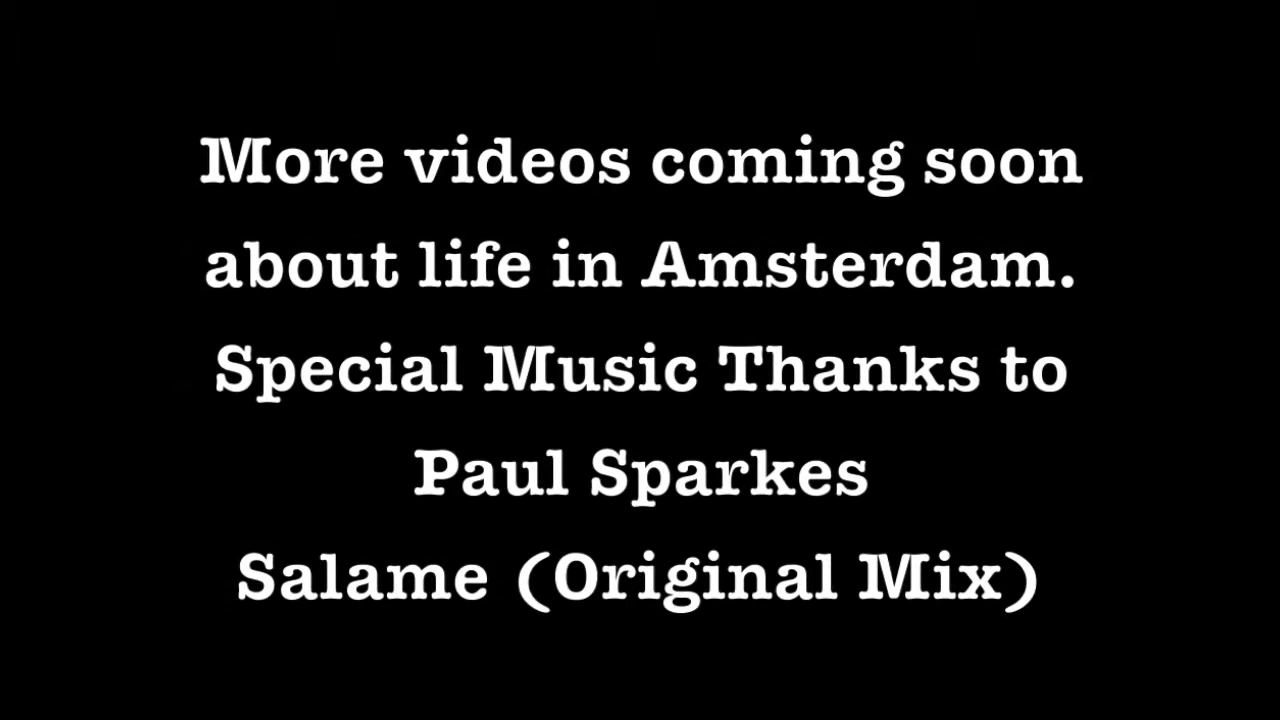 More videos coming soon
about life in Amsterdam.
Special Music Thanks to
Paul Sparkes
Salame (Original Mix)